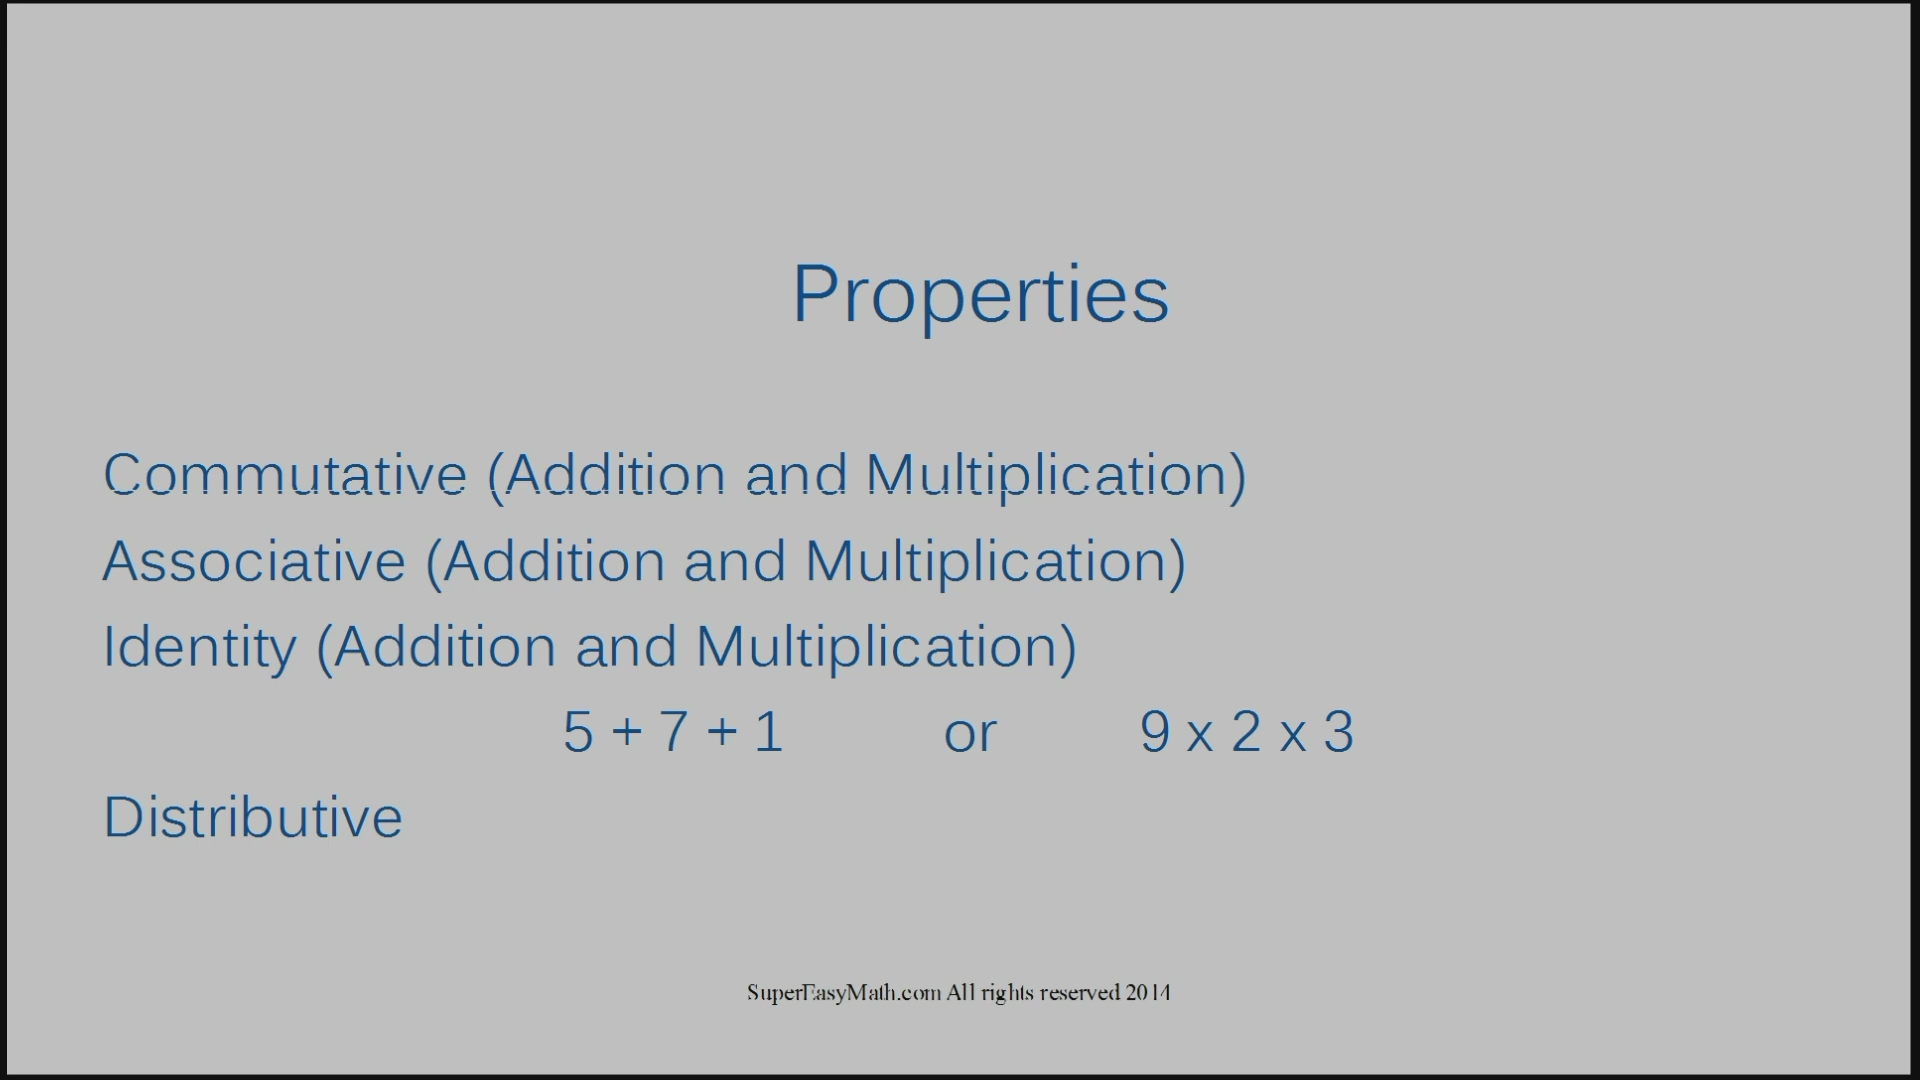 Properties
Commutative (Addition and Multiplication)
Associative (Addition and Multiplication)
Identity (Addition and Multiplication)
5 + 7 + 1 or 9 x 2 x 3
Distributive
SuperEasyMath.com All rights reserved 2014